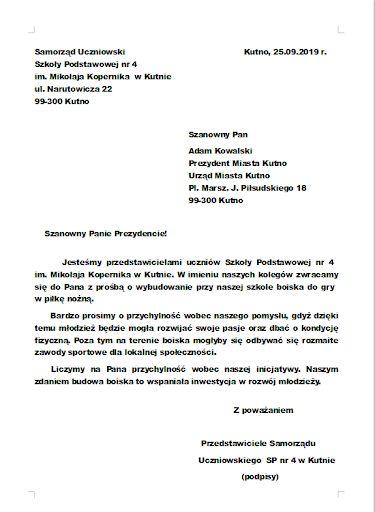 Samorząd Uczniowski Kutno, 25.09.2019 r.
Szkoły Podstawowej nr 4
im. Mikołaja Kopernika w Kutnie
ul. Narutowicza 22
99-300 Kutno
Szanowny Pan
Adam Kowalski
Prezydent Miasta Kutno
Urząd Miasta Kutno
Pl. Marsz. J. Piłsudskiego 18
99-300 Kutno
Szanowny Panie Prezydencie!
Jesteśmy przedstawicielami uczniów Szkoły Podstawowej nr 4
im. Mikołaja Kopernika w Kutnie. W imieniu naszych kolegów zwracamy
się do Pana z prośbą o wybudowanie przy naszej szkole boiska do gry
w piłkę nożną.
Bardzo prosimy o przychylność wobec naszego pomysłu, gdyż dzięki
temu młodzież będzie mogła rozwijać swoje pasje oraz dbać o kondycję
fizyczną. Poza tym na terenie boiska mogłyby się odbywać się rozmaite
zawody sportowe dla lokalnej społeczności.
Liczymy na Pana przychylność wobec naszej inicjatywy. Naszym
zdaniem budowa boiska to wspaniała inwestycja w rozwój młodzieży.
Z poważaniem
Przedstawiciele Samorządu
Uczniowskiego SP nr 4 w Kutnie
(podpisy)